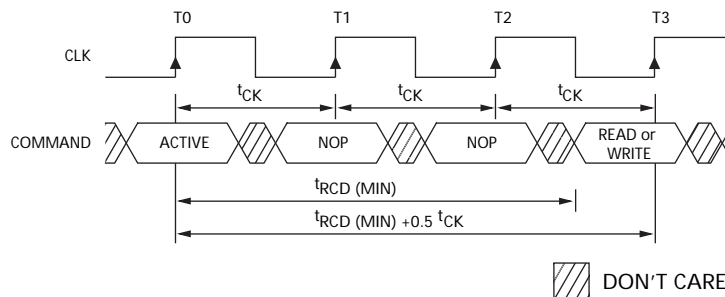 T0 T1 T2 T3
CLK
tCK tCK tCK
COMMAND ACTIVE NOP NOP READ or
WRITE
tRCD (MIN)
tRCD (MIN) +0.5 tCK
DON'T CARE